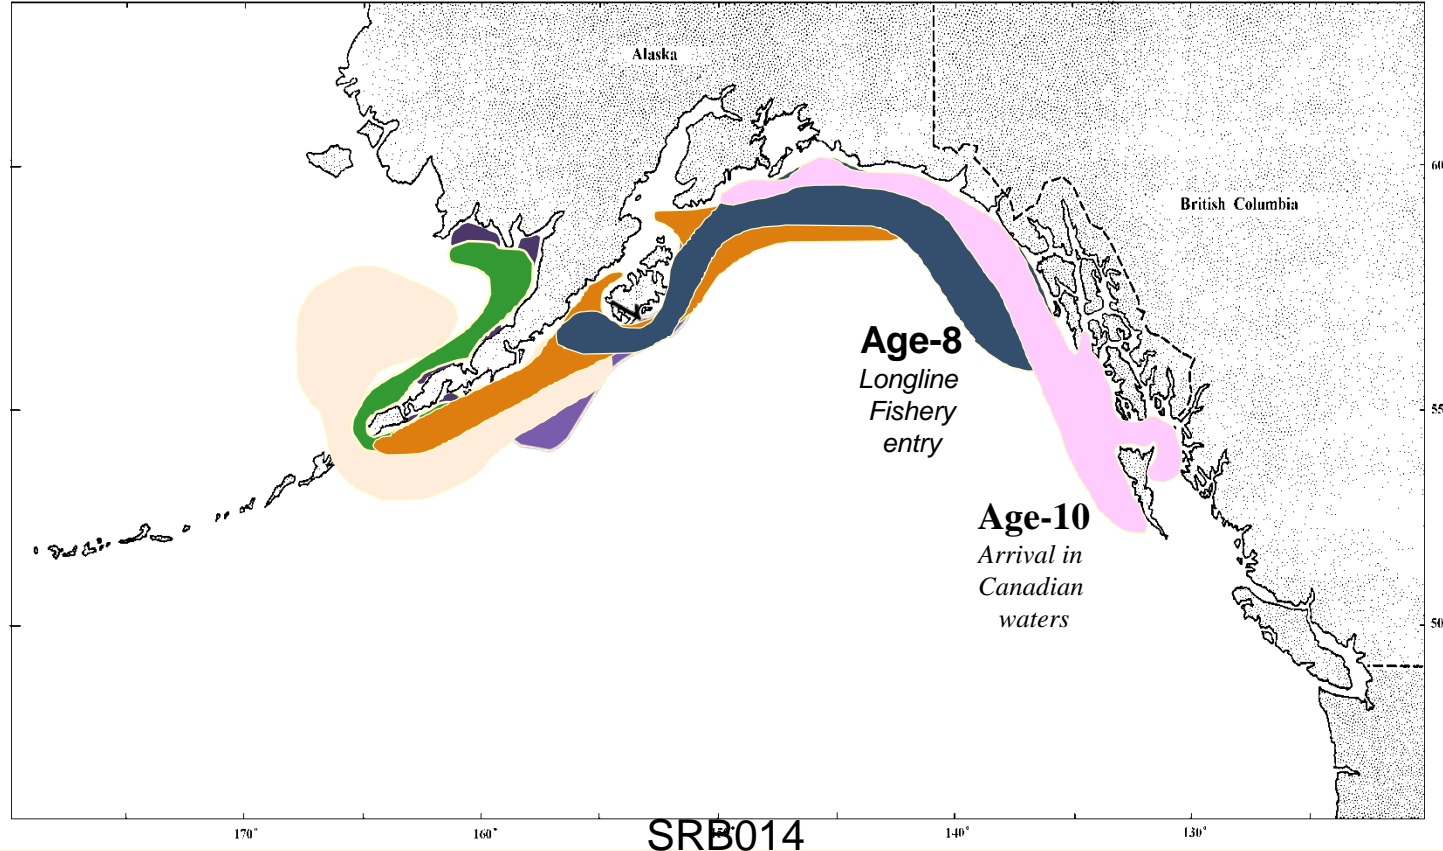 Alaska
60
British Columbia
Age-8
Longline
Fishery
entry
55
Age-10
Arrival in
Canadian
waters
50
170°
160°
SRB014
140°
130°